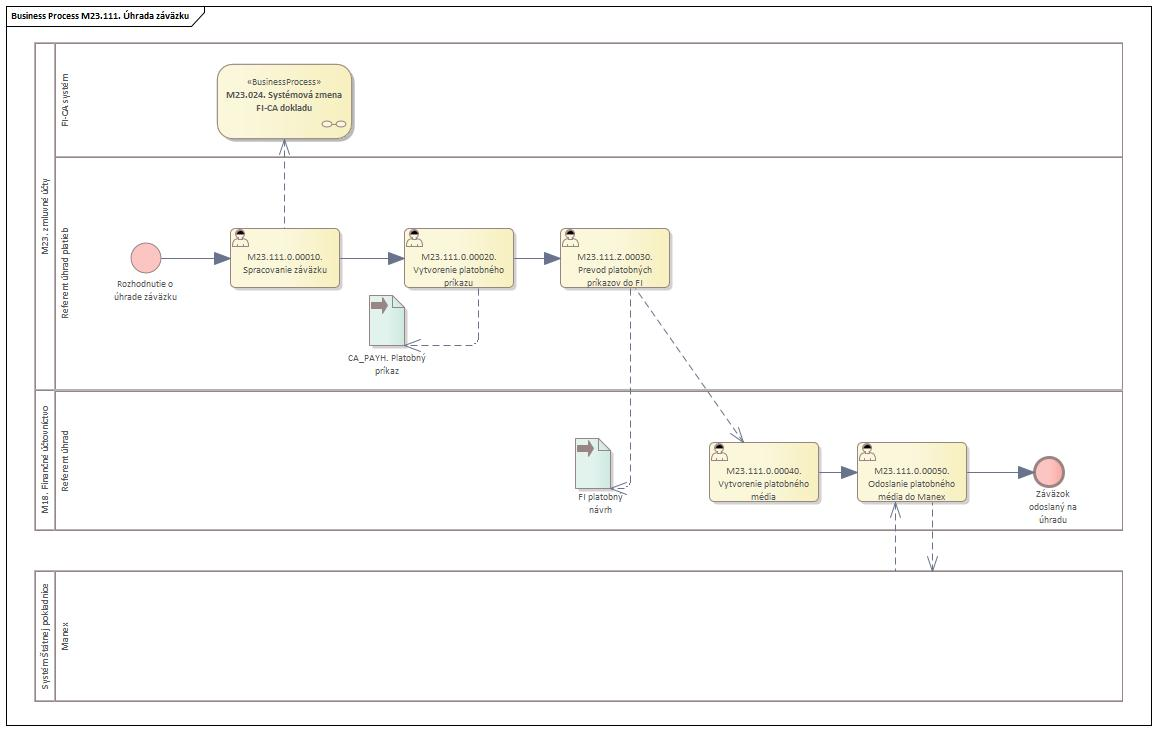 Business Process M23.111. Úhrada záväzku
M23. zmluvné účty
FI-CA systém
«BusinessProcess»
M23.024. Systémová zmena
FI-CA dokladu
Referent úhrad platieb
Rozhodnutie o
úhrade záväzku
M23.111.0.00010.
Spracovanie záväzku
M23.111.0.00020.
Vytvorenie platobného
príkazu
M23.111.Z.00030.
Prevod platobných
príkazov do FI
CA_PAYH. Platobný
príkaz
M18. Finančné účtovníctvo
Referent úhrad
FI platobný
návrh
M23.111.0.00040.
Vytvorenie platobného
média
M23.111.0.00050.
Odoslanie platobného
média do Manex
Záväzok
odoslaný na
úhradu
Systém Štátnej pokladnice
Manex